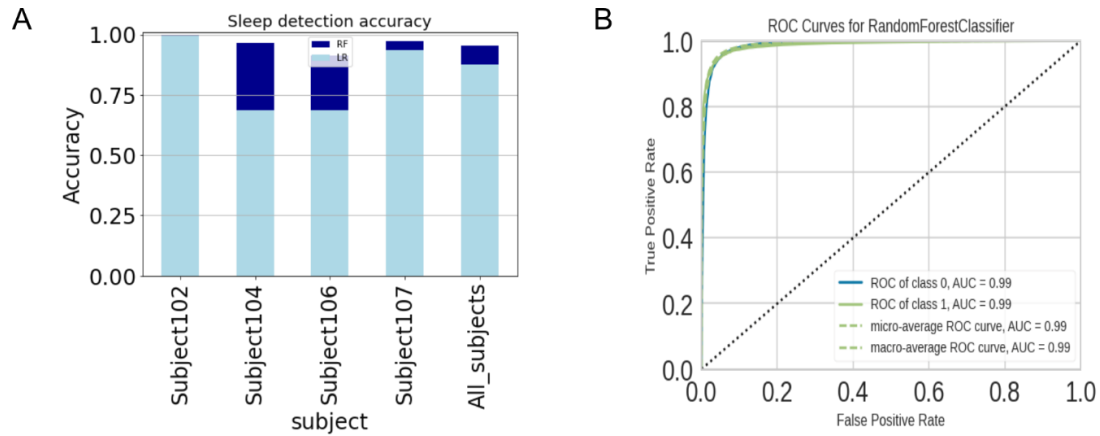 A
Sleep detection accuracy
RF
LR
1.00
0.75
0.50
0.25
0.00
Accuracy
Subject102
Subject104
Subject106
Subject107
All_subjects
subject
B
ROC Curves for RandomForestClassifier
1.0
0.8
0.6
0.4
0.2
0.0
True Positive Rate
ROC of class 0, AUC = 0.99
ROC of class 1, AUC = 0.99
micro-average ROC curve, AUC = 0.99
macro-average ROC curve, AUC = 0.99
0.0 0.2 0.4 0.6 0.8 1.0
False Positive Rate